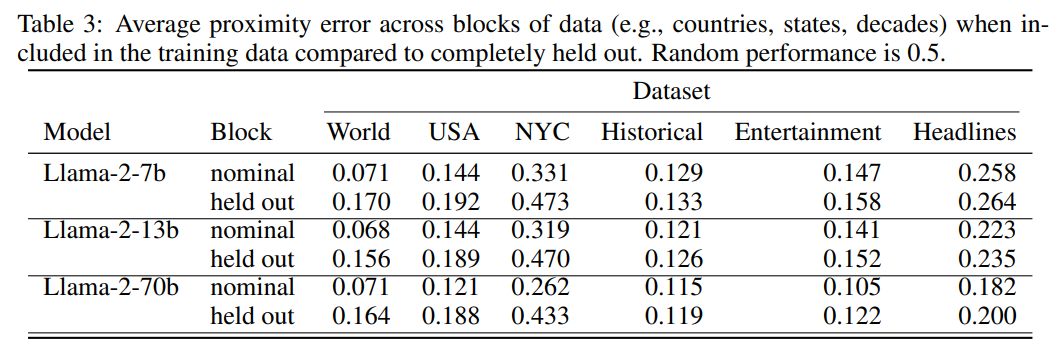 Table 3: Average proximity error across blocks of data (e.g., countries, states, decades) when in-
cluded in the training data compared to completely held out. Random performance is 0.5.
Dataset
Model Block World USA NYC Historical Entertainment Headlines
Llama-2-7b nominal 0.071 0.144 0.331 0.129 0.147 0.258
held out 0.170 0.192 0.473 0.133 0.158 0.264
Llama-2-13b nominal 0.068 0.144 0.319 0.121 0.141 0.223
held out 0.156 0.189 0.470 0.126 0.152 0.235
Llama-2-70b nominal 0.071 0.121 0.262 0.115 0.105 0.182
held out 0.164 0.188 0.433 0.119 0.122 0.200